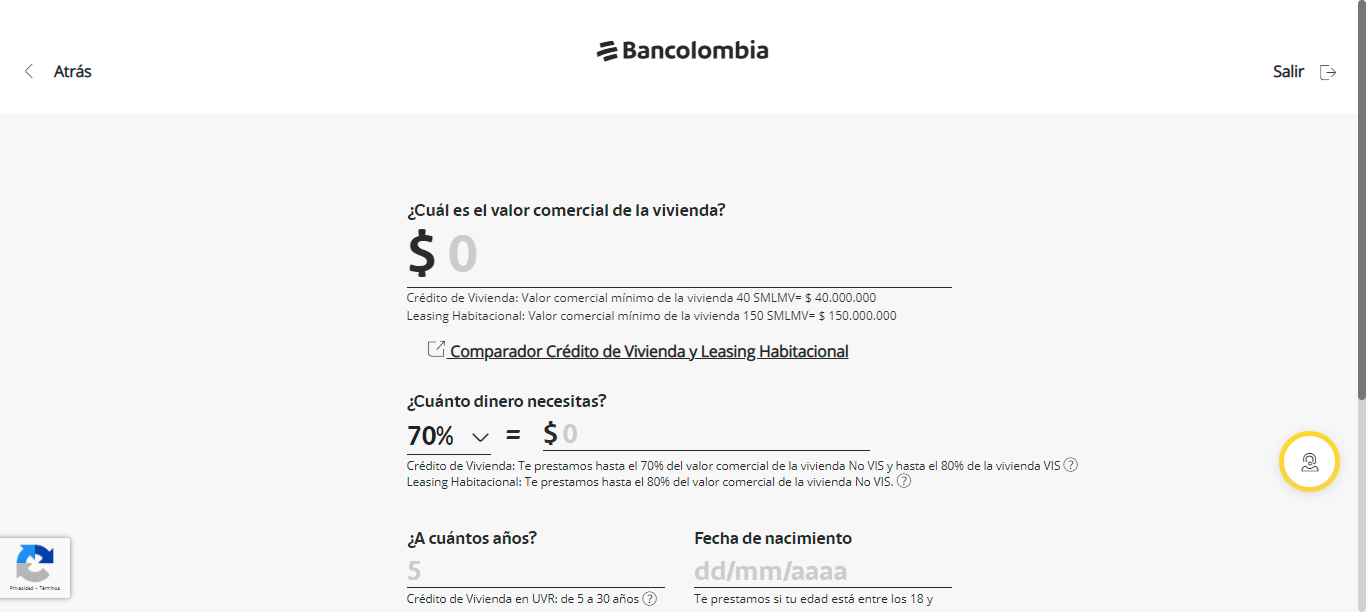 Bancolombia
Atrás
Salir
¿Cuál es el valor comercial de la vivienda?
$ 0
Crédito de Vivienda: Valor comercial mínimo de la vivienda 40 SMLMV= $ 40.000.000
Leasing Habitacional: Valor comercial mínimo de la vivienda 150 SMLMV= $ 150.000.000
Comparador Crédito de Vivienda y Leasing Habitacional
¿Cuánto dinero necesitas?
70% = $ 0
Crédito de Vivienda: Te prestamos hasta el 70% del valor comercial de la vivienda No VIS y hasta el 80% de la vivienda VIS ?
Leasing Habitacional: Te prestamos hasta el 80% del valor comercial de la vivienda No VIS. ?
¿A cuántos años? Fecha de nacimiento
5 dd/mm/aaaa
Crédito de Vivienda en UVR: de 5 a 30 años ? Te prestamos si tu edad está entre los 18 y
Privacidad - Términos